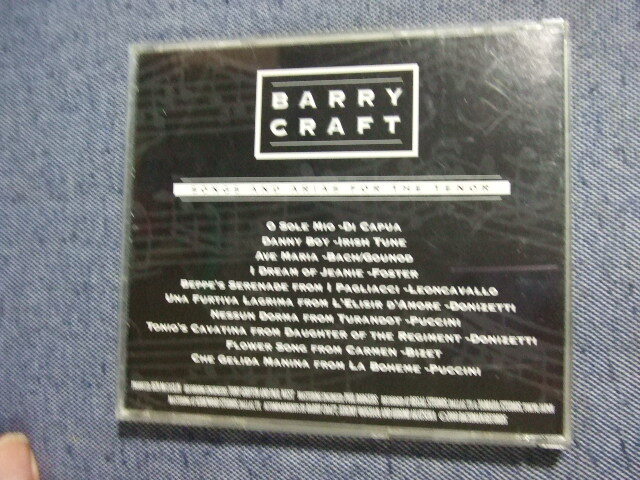 BARRY
CRAFT
SONGS AND ARIAS FOR THE TENOR
O SOLE MIO -DI CAPUA
DANNY BOY -IRISH TUNE
AVE MARIA -BACH/GOUNOD
I DREAM OF JEANIE -FOSTER
BEPPE'S SERENADE FROM I PAGLIACCI -LEONCAVALLO
UNA FURTIVA LAGRIMA FROM L'ELISIR D'AMORE -DONIZETTI
NESSUN DORMA FROM TURANDOT -PUCCINI
TONIO'S CAVATINA FROM DAUGHTER OF THE REGIMENT -DONIZETTI
FLOWER SONG FROM CARMEN -BIZET
CHE GELIDA MANINA FROM LA BOHEME -PUCCINI